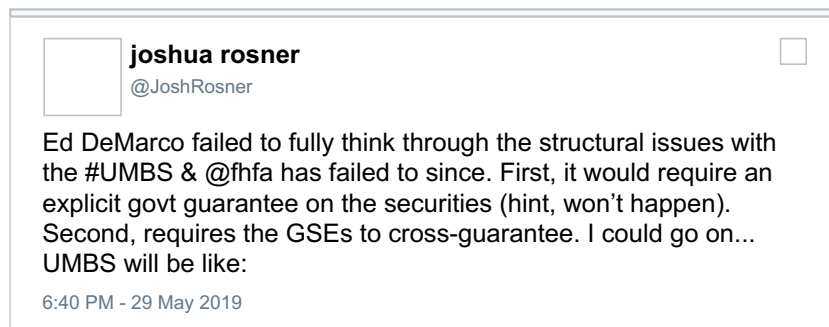 joshua rosner
@JoshRosner
Ed DeMarco failed to fully think through the structural issues with
the #UMBS & @fhfa has failed to since. First, it would require an
explicit govt guarantee on the securities (hint, won’t happen).
Second, requires the GSEs to cross-guarantee. I could go on...
UMBS will be like:
6:40 PM - 29 May 2019